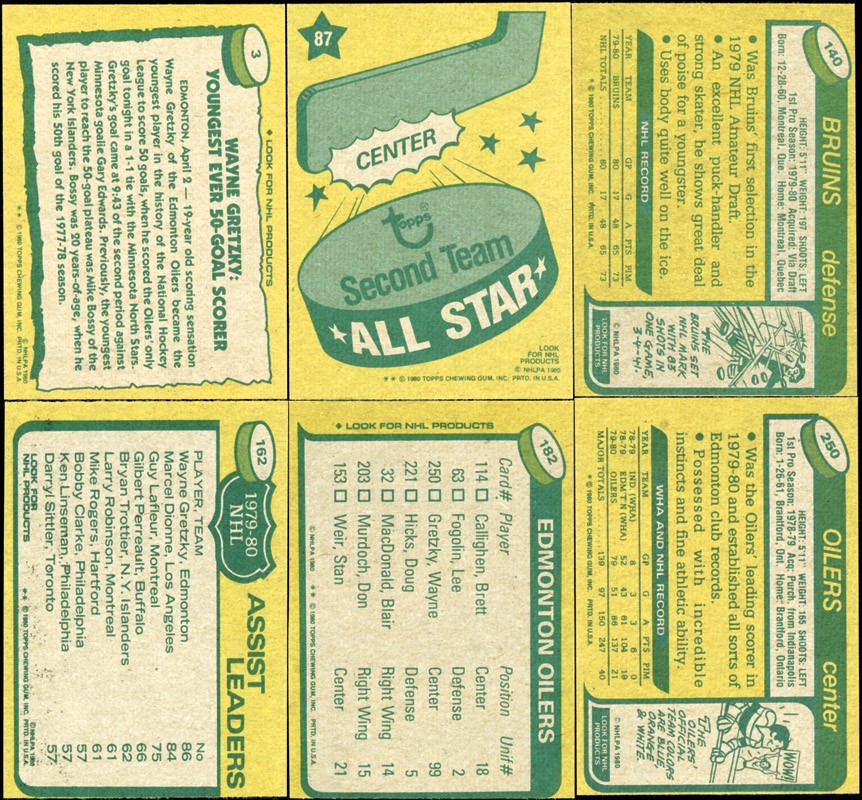 3
◆ LOOK FOR NHL PRODUCTS
WAYNE GRETZKY:
YOUNGEST EVER 50-GOAL SCORER
EDMONTON, April 2 — 19-year old scoring sensation
Wayne Gretzky of the Edmonton Oilers became the
youngest player in the history of the National Hockey
League to score 50 goals, when he scored the Oilers' only
goal tonight in a 1-1 tie with the Minnesota North Stars.
Gretzky's goal came at 9:43 of the second period against
Minnesota goalie Gary Edwards. Previously, the youngest
player to reach the 50-goal plateau was Mike Bossy of the
New York Islanders. Bossy was 20 years-of-age, when he
scored his 50th goal of the 1977-78 season.
© NHLPA 1980
** © 1980 TOPPS CHEWING GUM, INC. PRTD. IN U.S.A.
87
CENTER
topps
Second Team
ALL STAR
LOOK
FOR NHL
PRODUCTS
© NHLPA 1980
** © 1980 TOPPS CHEWING GUM, INC. PRTD. IN U.S.A.
140
BRUINS defense
HEIGHT: 5'11" WEIGHT: 197 SHOOTS: LEFT
1st Pro Season: 1979-80 Acquired: Via Draft
Born: 12-28-60, Montreal, Que. Home: Montreal, Quebec
• Was Bruins' first selection in the
1979 NHL Amateur Draft.
• An excellent puck-handler and
strong skater, he shows great deal
of poise for a youngster.
• Uses body quite well on the ice.
NHL RECORD
YEAR TEAM GP G A PTS PIM
79-80 BRUINS 80 17 48 65 73
NHL TOTALS 80 17 48 65 73
** © 1980 TOPPS CHEWING GUM, INC. PRTD. IN U.S.A.
THE
BRUINS SET
NHL MARK
WITH 83
SHOTS IN
ONE GAME,
3-4-41.
© NHLPA 1980
LOOK FOR NHL
PRODUCTS
162
1979-80
NHL
ASSIST
LEADERS
PLAYER, TEAM No
Wayne Gretzky, Edmonton 86
Marcel Dionne, Los Angeles 84
Guy Lafleur, Montreal 75
Gilbert Perreault, Buffalo 66
Bryan Trottier, N.Y. Islanders 62
Larry Robinson, Montreal 61
Mike Rogers, Hartford 61
Bobby Clarke, Philadelphia 57
Ken Linseman, Philadelphia 57
Darryl Sittler, Toronto 57
LOOK FOR
NHL PRODUCTS
© NHLPA 1980
** © 1980 TOPPS CHEWING GUM, INC. PRTD. IN U.S.A.
182
◆ LOOK FOR NHL PRODUCTS
EDMONTON OILERS
Card# Player Position Unif#
114 □ Callighen, Brett Center 18
63 □ Fogolin, Lee Defense 2
250 □ Gretzky, Wayne Center 99
221 □ Hicks, Doug Defense 5
32 □ MacDonald, Blair Right Wing 14
203 □ Murdoch, Don Right Wing 15
153 □ Weir, Stan Center 21
© NHLPA 1980
** © 1980 TOPPS CHEWING GUM, INC. PRTD. IN U.S.A.
250
OILERS center
HEIGHT: 5'11" WEIGHT: 165 SHOOTS: LEFT
1st Pro Season: 1978-79 Acq: Purch. from Indianapolis
Born: 1-26-61, Brantford, Ont. Home: Brantford, Ontario
• Was the Oilers' leading scorer in
1979-80 and established all sorts of
Edmonton club records.
• Possessed with incredible
instincts and fine athletic ability.
WHA AND NHL RECORD
YEAR TEAM GP G A PTS PIM
78-79 IND. (WHA) 8 3 3 6 0
78-79 EDM'T'N (WHA) 52 43 61 104 19
79-80 OILERS 79 51 86 137 21
MAJOR TOTALS 139 97 150 247 40
** © 1980 TOPPS CHEWING GUM, INC. PRTD. IN U.S.A.
WOW!
THE
OILERS'
OFFICIAL
TEAM COLORS
ARE BLUE,
ORANGE
& WHITE.
© NHLPA 1980
LOOK FOR NHL
PRODUCTS